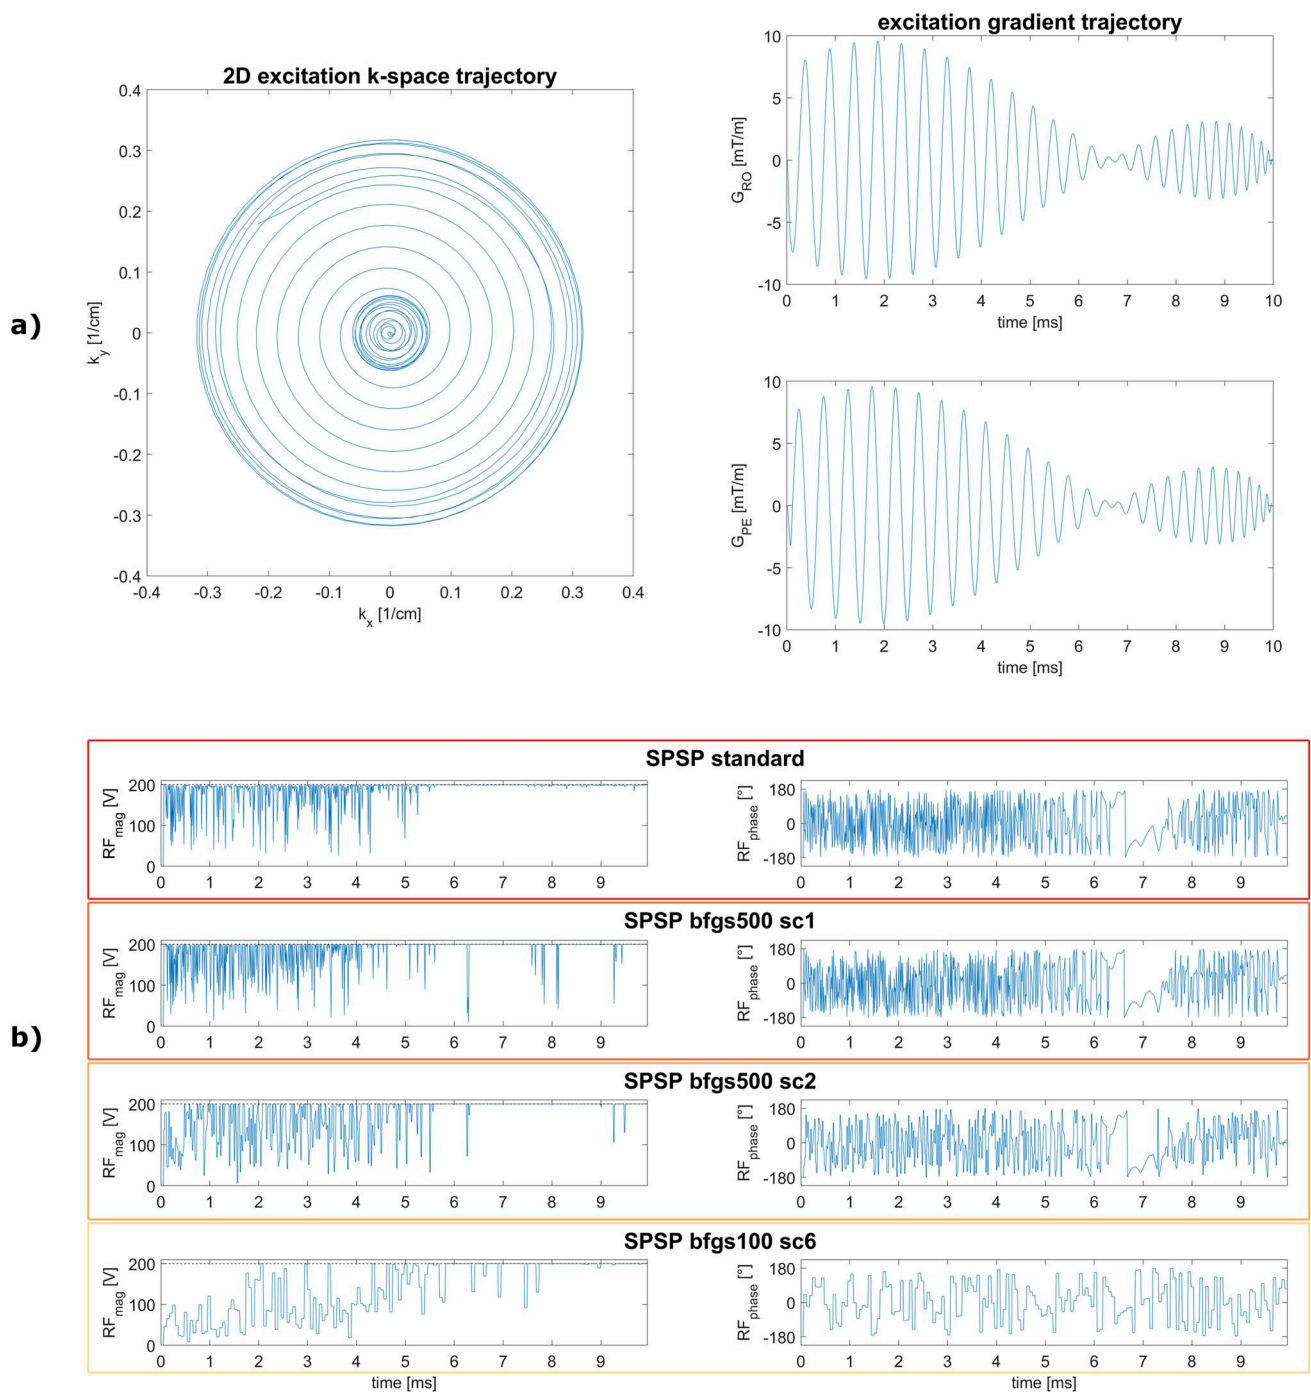 a)
2D excitation k-space trajectory
0.4
0.3
0.2
0.1
0
-0.1
-0.2
-0.3
-0.4
k_y [1/cm]
-0.4 -0.3 -0.2 -0.1 0 0.1 0.2 0.3 0.4
k_x [1/cm]
excitation gradient trajectory
10
5
0
-5
-10
G_RO [mT/m]
0 1 2 3 4 5 6 7 8 9 10
time [ms]
10
5
0
-5
-10
G_PE [mT/m]
0 1 2 3 4 5 6 7 8 9 10
time [ms]
b)
SPSP standard
200
100
0
RF_mag [V]
0 1 2 3 4 5 6 7 8 9
180
0
-180
RF_phase [°]
0 1 2 3 4 5 6 7 8 9
SPSP bfgs500 sc1
200
100
0
RF_mag [V]
0 1 2 3 4 5 6 7 8 9
180
0
-180
RF_phase [°]
0 1 2 3 4 5 6 7 8 9
SPSP bfgs500 sc2
200
100
0
RF_mag [V]
0 1 2 3 4 5 6 7 8 9
180
0
-180
RF_phase [°]
0 1 2 3 4 5 6 7 8 9
SPSP bfgs100 sc6
200
100
0
RF_mag [V]
0 1 2 3 4 5 6 7 8 9
time [ms]
180
0
-180
RF_phase [°]
0 1 2 3 4 5 6 7 8 9
time [ms]